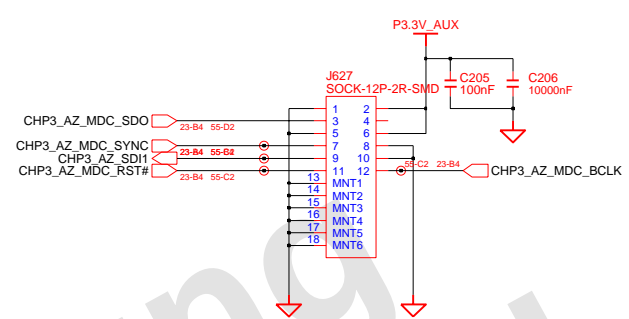 P3.3V_AUX
J627
SOCK-12P-2R-SMD
C205
100nF
C206
10000nF
1 2
CHP3_AZ_MDC_SDO 3 4
23-B4 55-D2
5 6
CHP3_AZ_MDC_SYNC 7 8
23-B4
CHP3_AZ_SDI1 9 10
55-C2 23-B4
CHP3_AZ_MDC_RST# 11 12 CHP3_AZ_MDC_BCLK
23-B4 55-C2
13 MNT1
14 MNT2
15 MNT3
16 MNT4
17 MNT5
18 MNT6